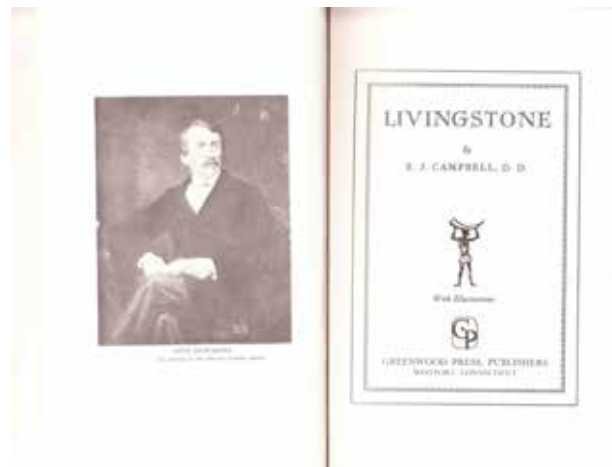 LIVINGSTONE
By
R. J. CAMPBELL, D. D.
With Illustrations
GP
GREENWOOD PRESS, PUBLISHERS
WESTPORT, CONNECTICUT